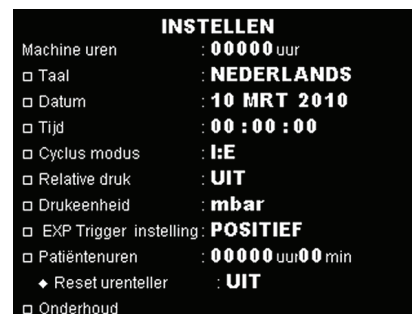 INSTELLEN
Machine uren : 00000 uur
Taal : NEDERLANDS
Datum : 10 MRT 2010
Tijd : 00 : 00 : 00
Cyclus modus : I:E
Relative druk : UIT
Drukeenheid : mbar
EXP Trigger instelling : POSITIEF
Patiëntenuren : 00000 uur 00 min
Reset urenteller : UIT
Onderhoud